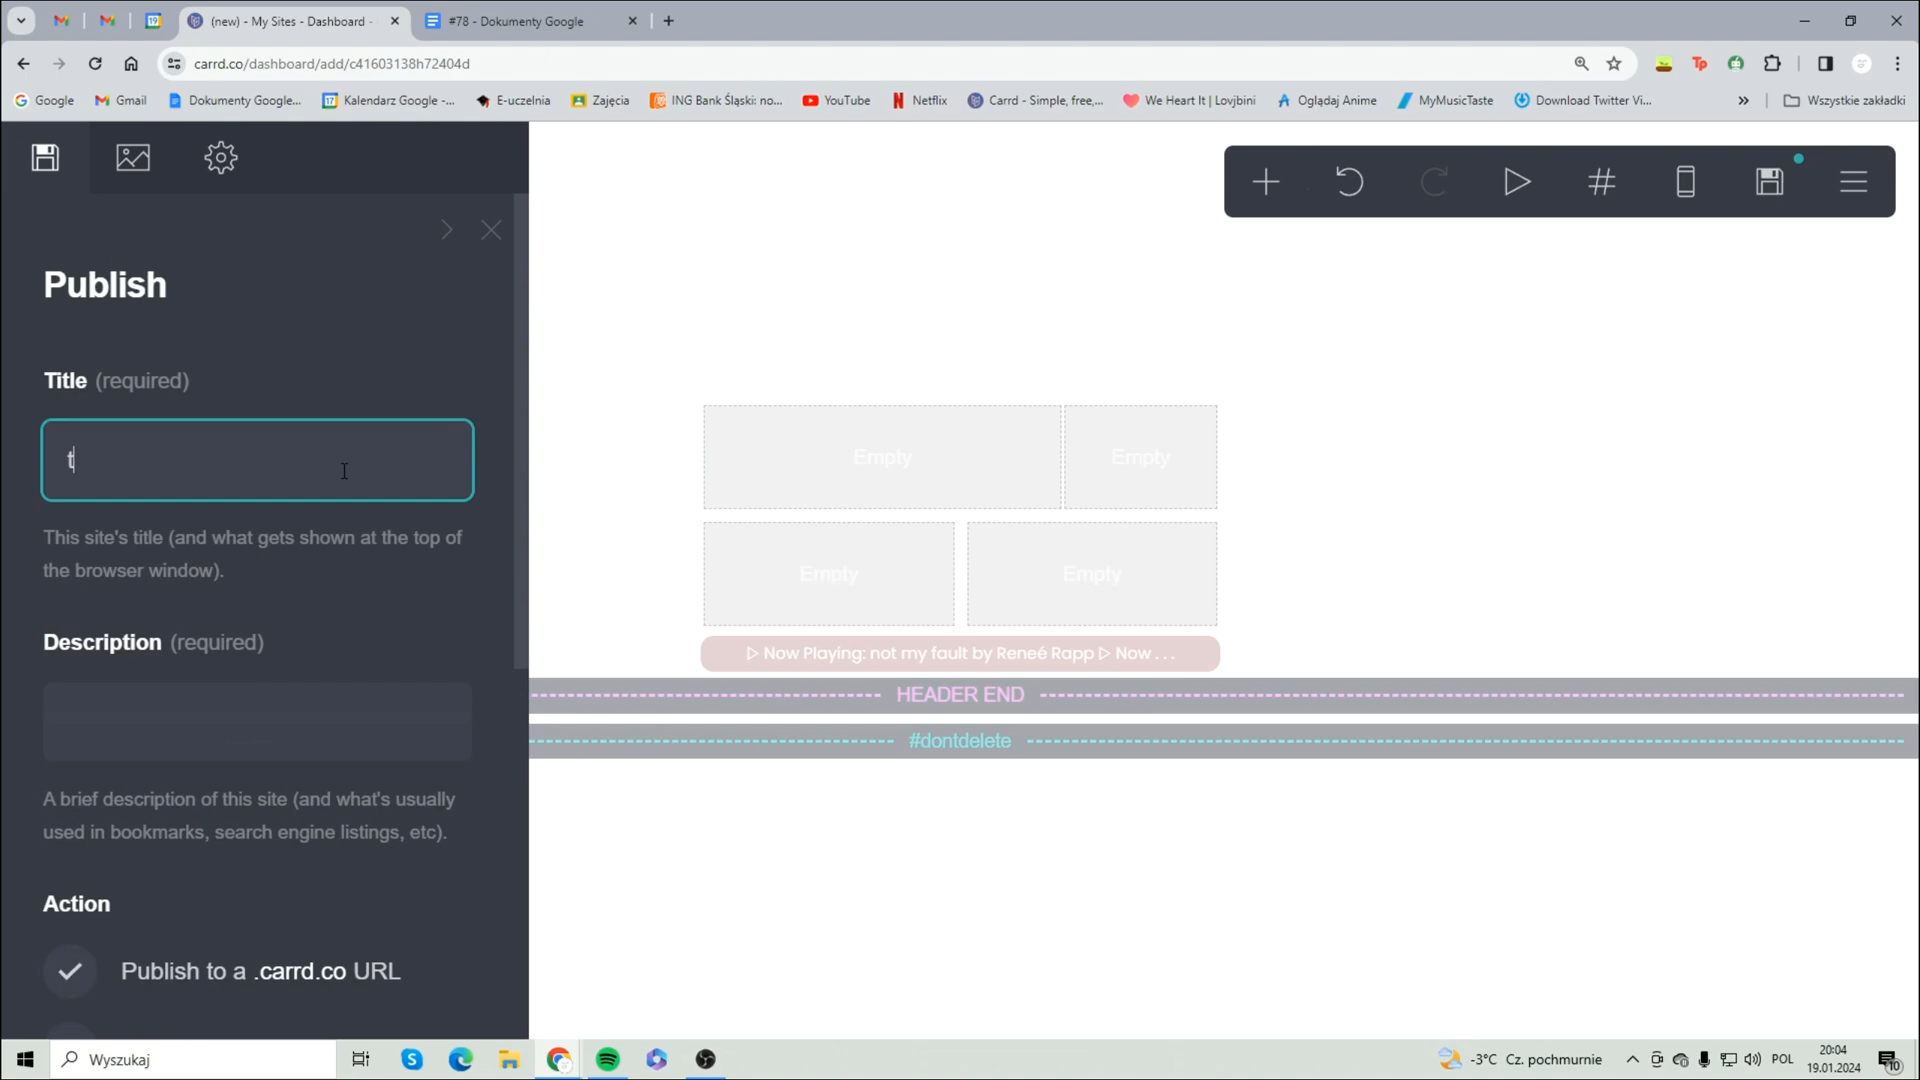 (new) - My Sites - Dashboard -
#78 - Dokumenty Google
carrd.co/dashboard/add/c41603138h72404d
Google
Gmail
Dokumenty Google...
Kalendarz Google -...
E-uczelnia
Zajęcia
ING Bank Śląski: no...
YouTube
Netflix
Carrd - Simple, free,...
We Heart It | Lovjbini
Oglądaj Anime
MyMusicTaste
Download Twitter Vi...
»
Wszystkie zakładki
Publish
Title (required)
t
This site's title (and what gets shown at the top of
the browser window).
Description (required)
A brief description of this site (and what's usually
used in bookmarks, search engine listings, etc).
Action
Publish to a .carrd.co URL
Empty
Empty
Empty
Empty
▷ Now Playing: not my fault by Reneé Rapp ▷ Now . . .
HEADER END
#dontdelete
Wyszukaj
-3°C Cz. pochmurnie
POL
20:04
19.01.2024
10